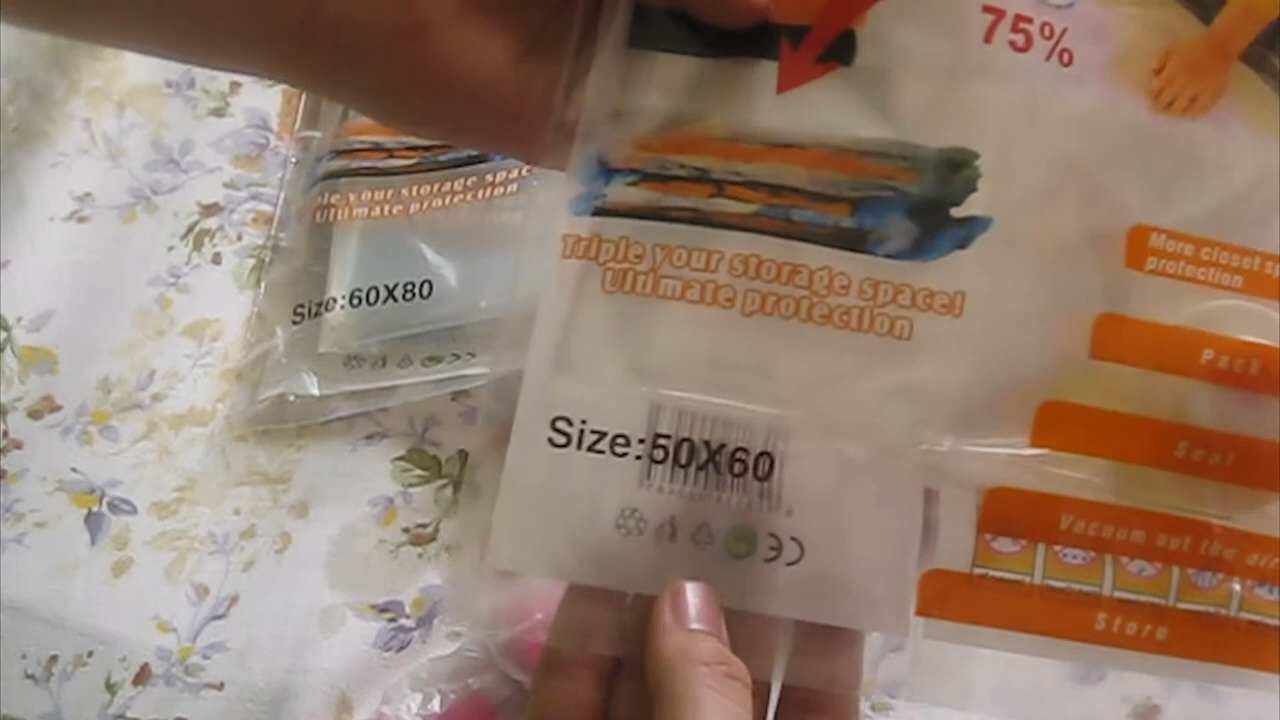 75%
Triple your storage space!
Ultimate protection
Size:50X60
your storage space
Ultimate protection
Size:60X80
More closet
protection
Pack
Seal
Vacuum out the air
Store